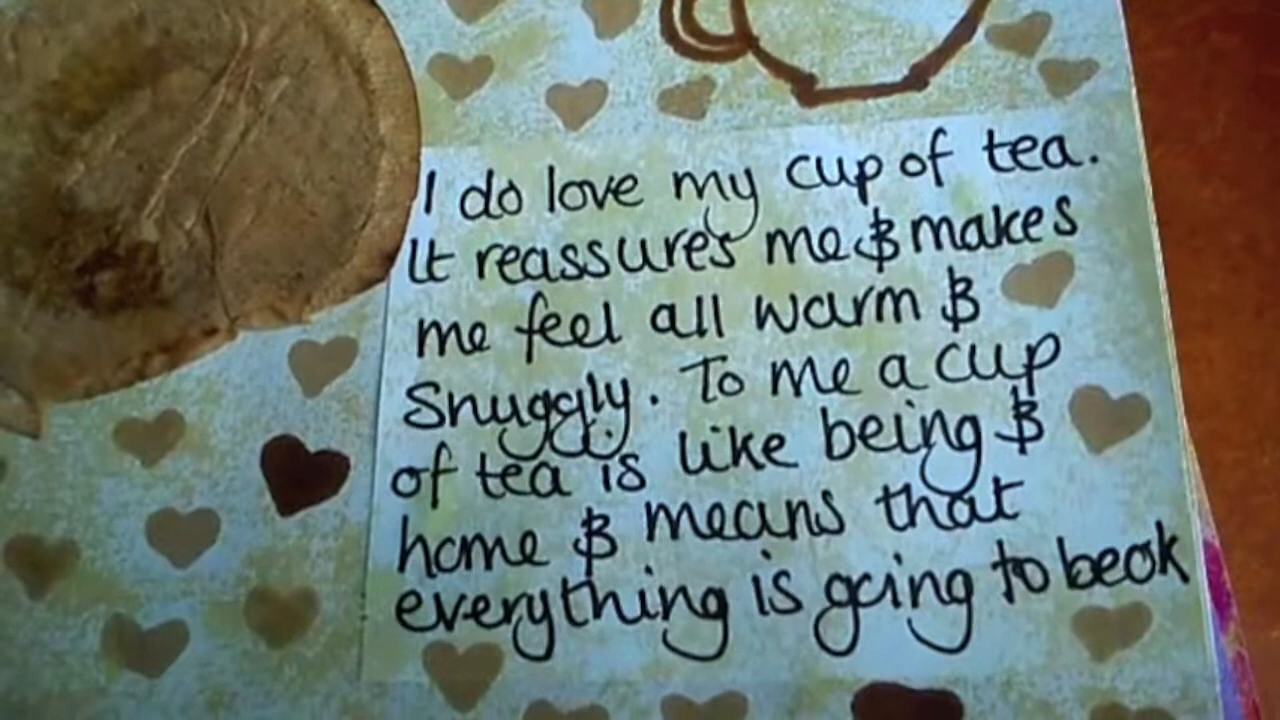 I do love my cup of tea.
It reassures me & makes
me feel all warm &
Snuggly. To me a cup
of tea is like being &
home & means that
everything is going to be ok